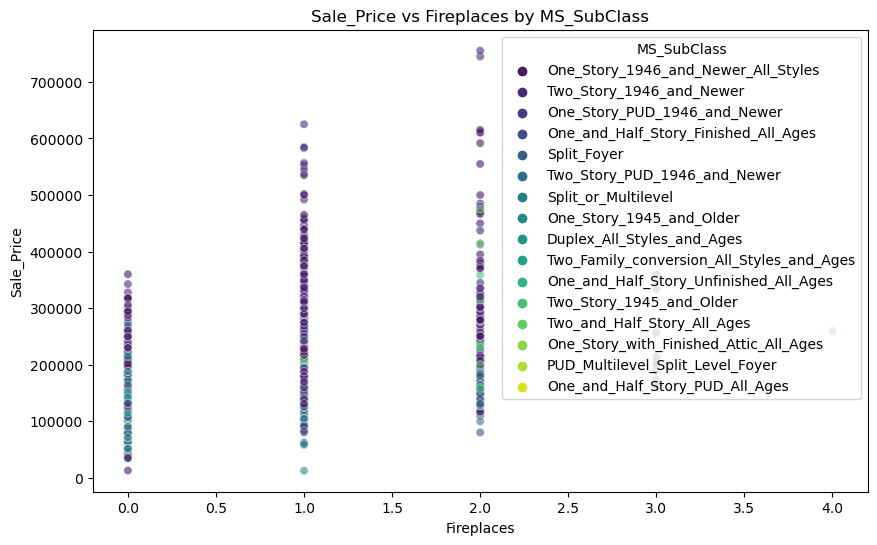 Sale_Price vs Fireplaces by MS_SubClass
MS_SubClass
One_Story_1946_and_Newer_All_Styles
Two_Story_1946_and_Newer
One_Story_PUD_1946_and_Newer
One_and_Half_Story_Finished_All_Ages
Split_Foyer
Two_Story_PUD_1946_and_Newer
Split_or_Multilevel
One_Story_1945_and_Older
Duplex_All_Styles_and_Ages
Two_Family_conversion_All_Styles_and_Ages
One_and_Half_Story_Unfinished_All_Ages
Two_Story_1945_and_Older
Two_and_Half_Story_All_Ages
One_Story_with_Finished_Attic_All_Ages
PUD_Multilevel_Split_Level_Foyer
One_and_Half_Story_PUD_All_Ages
Sale_Price
700000
600000
500000
400000
300000
200000
100000
0
0.0 0.5 1.0 1.5 2.0 2.5 3.0 3.5 4.0
Fireplaces